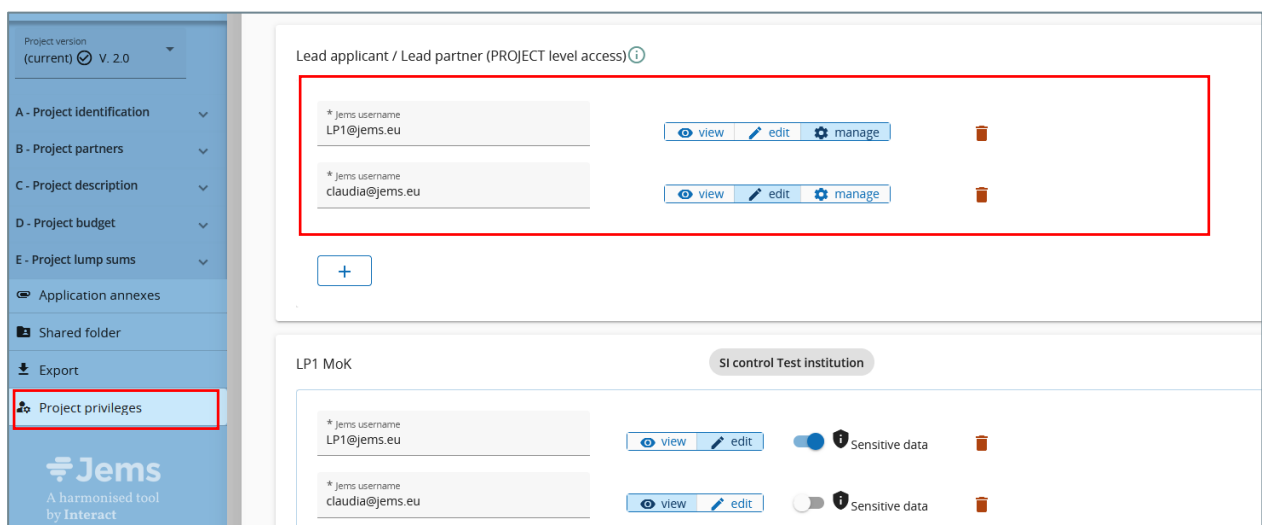 Project version
(current) V. 2.0
A - Project identification
B - Project partners
C - Project description
D - Project budget
E - Project lump sums
Application annexes
Shared folder
Export
Project privileges
Jems
A harmonised tool
by Interact
Lead applicant / Lead partner (PROJECT level access)
* Jems username
LP1@jems.eu
view edit manage
* Jems username
claudia@jems.eu
view edit manage
+
LP1 MoK
SI control Test institution
* Jems username
LP1@jems.eu
view edit Sensitive data
* Jems username
claudia@jems.eu
view edit Sensitive data